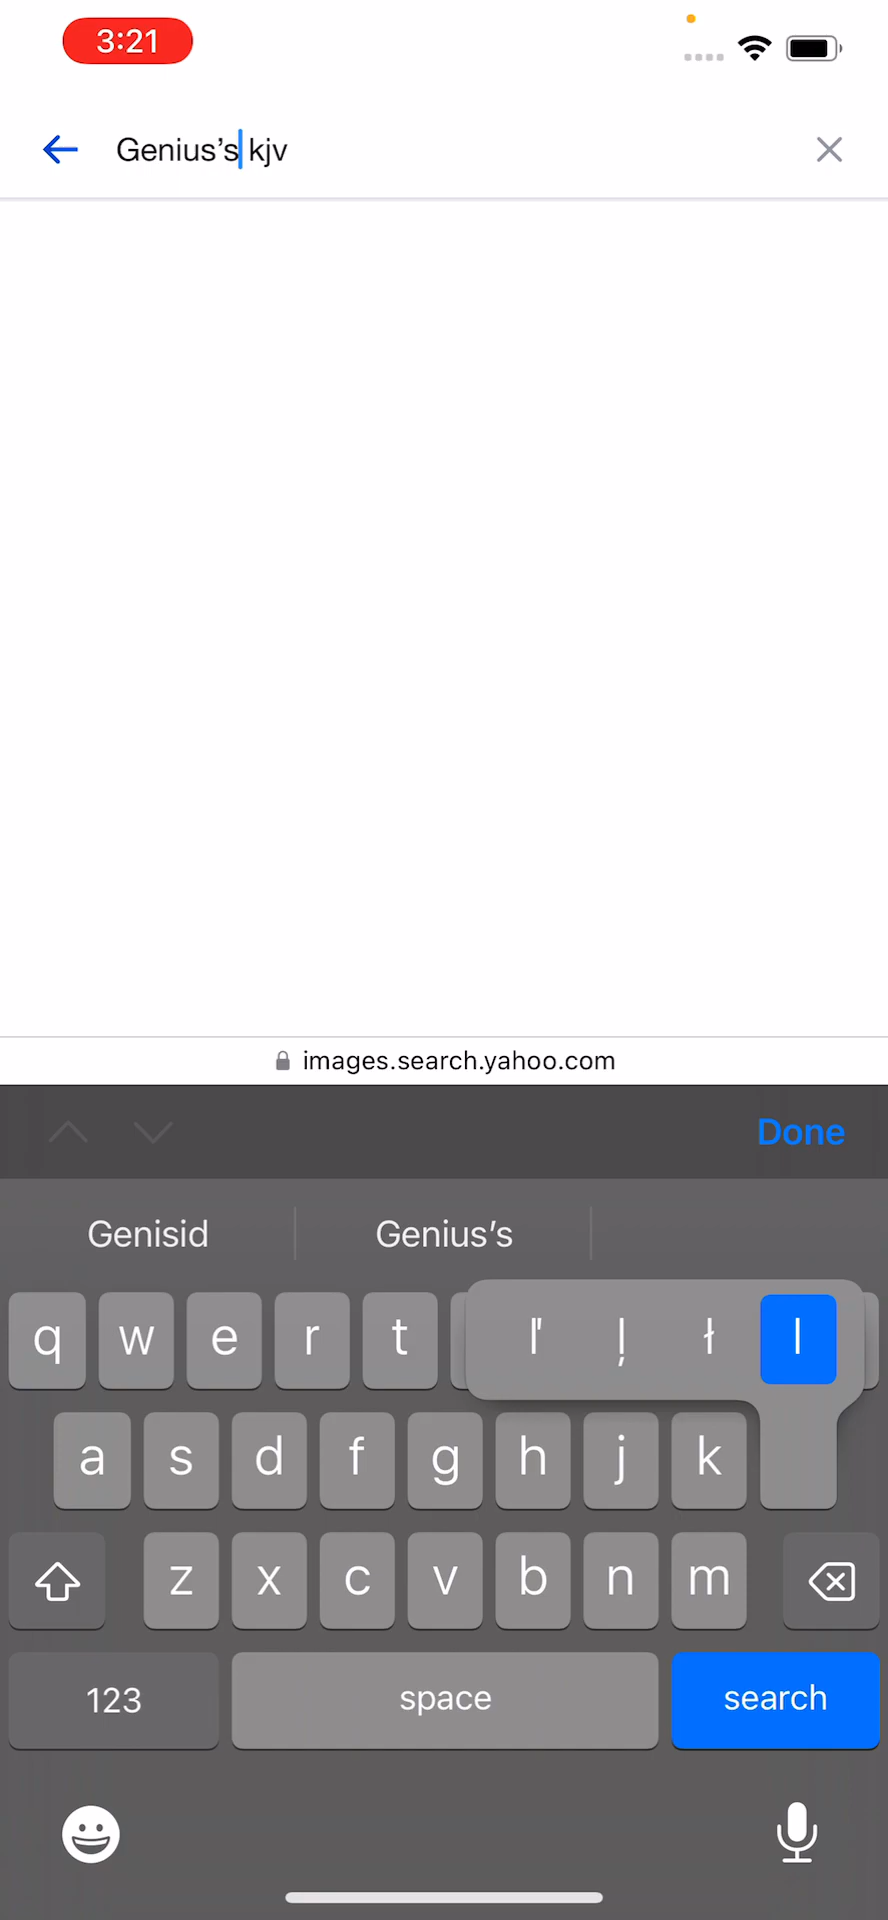 3:21
Genius’s kjv
images.search.yahoo.com
Done
Genisid Genius’s
q w e r t ľ ļ ł l
a s d f g h j k
z x c v b n m
123 space search